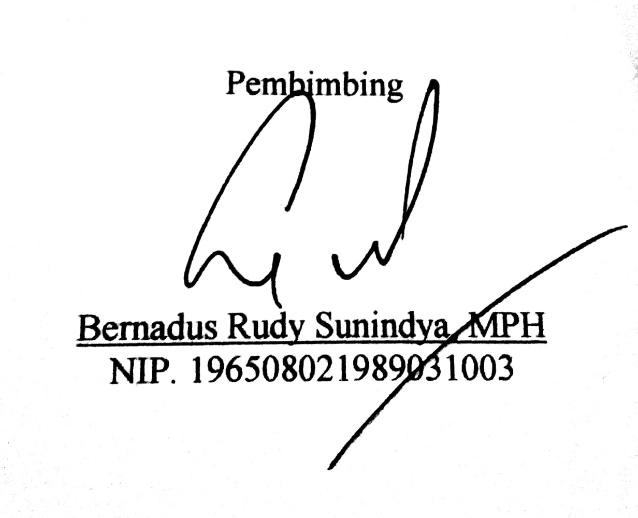 Pembimbing
Bernadus Rudy Sunindya, MPH
NIP. 196508021989031003